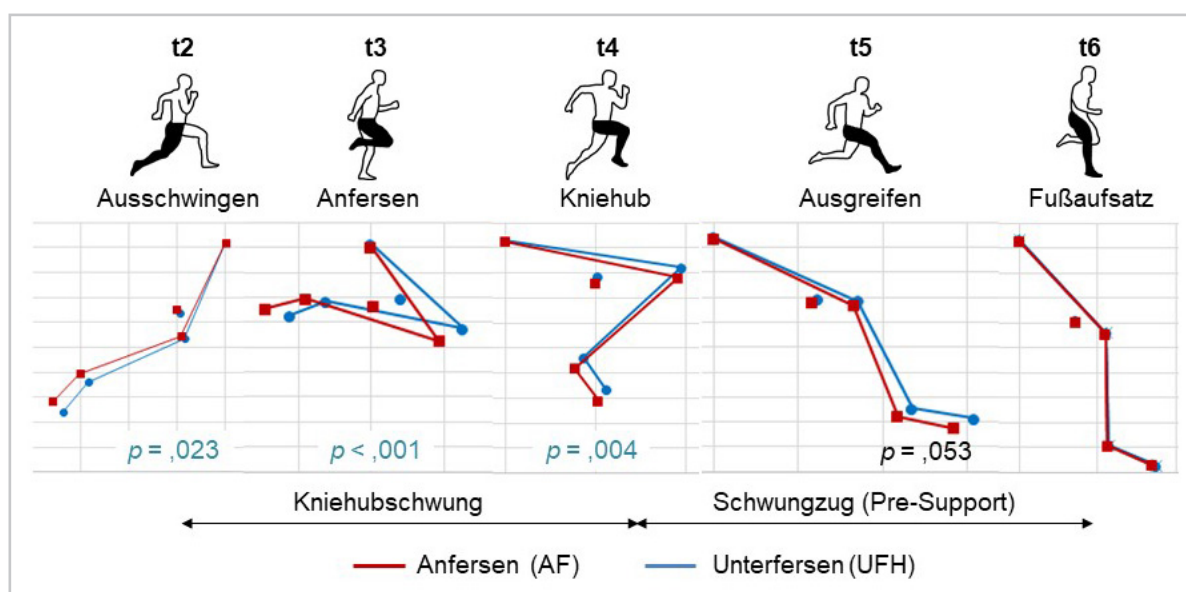 t2 t3 t4 t5 t6
Ausschwingen Anfersen Kniehub Ausgreifen Fußaufsatz
p = ,023 p < ,001 p = ,004 p = ,053
Kniehubschwung Schwungzug (Pre-Support)
Anfersen (AF) Unterfersen (UFH)